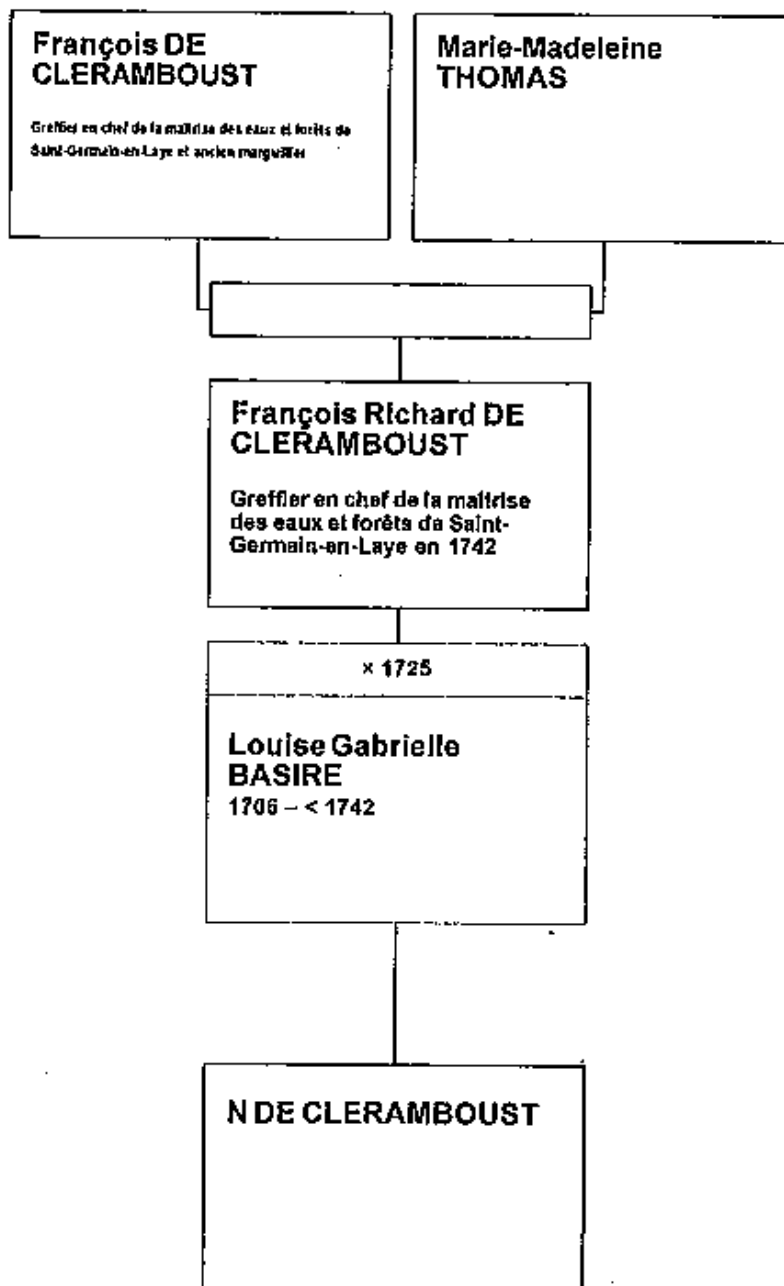 François DE
CLERAMBOUST
Greffier en chef de la maîtrise des eaux et forêts de
Saint-Germain-en-Laye et ancien marguillier
Marie-Madeleine
THOMAS
François Richard DE
CLERAMBOUST
Greffier en chef de la maîtrise
des eaux et forêts de Saint-
Germain-en-Laye en 1742
× 1725
Louise Gabrielle
BASIRE
1706 – < 1742
N DE CLERAMBOUST